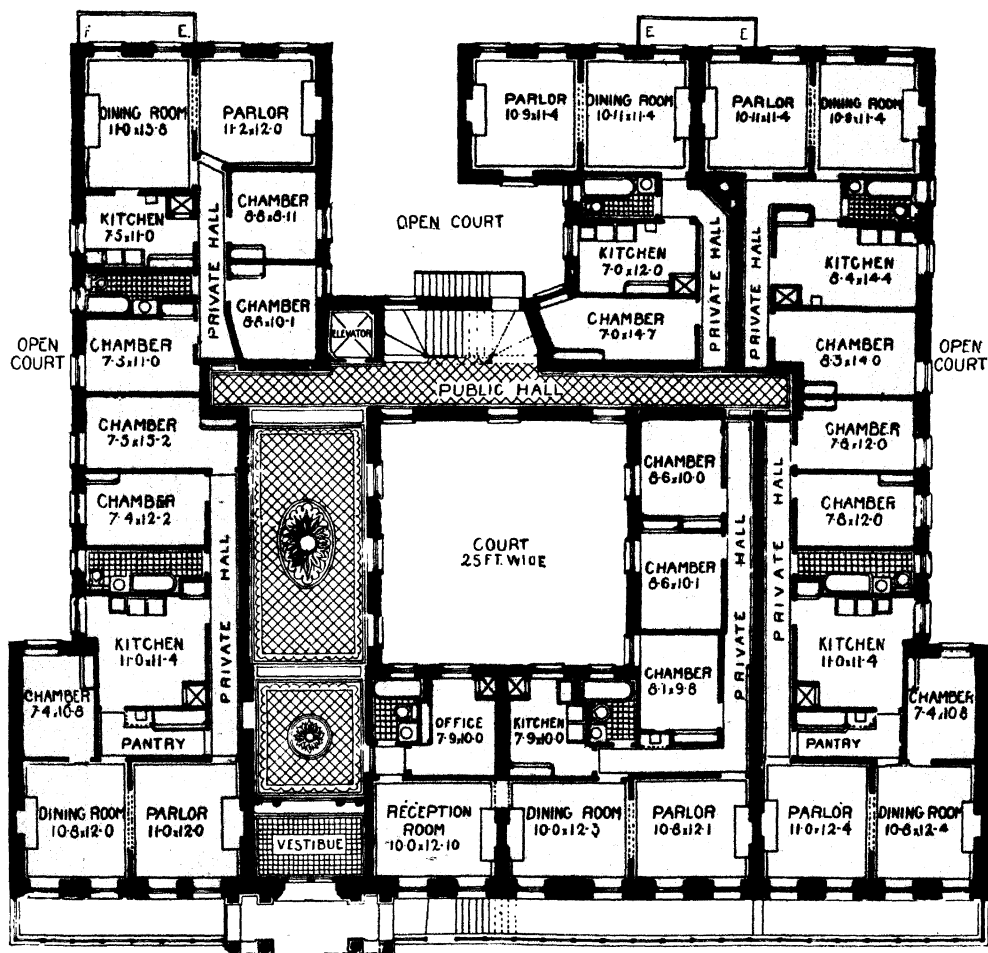 F
E.
E
E
DINING ROOM
11·0x13·8
PARLOR
11·2x12·0
PARLOR
10·9x11·4
DINING ROOM
10·11x11·4
PARLOR
10·11x11·4
DINING ROOM
10·9x11·4
KITCHEN
7·5x11·0
PRIVATE HALL
CHAMBER
8·8x8·11
OPEN COURT
KITCHEN
7·0x12·0
PRIVATE HALL
PRIVATE HALL
KITCHEN
8·4x14·4
CHAMBER
8·8x10·1
ELEVATOR
CHAMBER
7·0x14·7
OPEN
COURT
CHAMBER
7·5x11·0
CHAMBER
8·3x14·0
OPEN
COURT
PUBLIC HALL
CHAMBER
7·5x15·2
CHAMBER
7·8x12·0
CHAMBER
8·6x10·0
CHAMBER
7·4x12·2
CHAMBER
7·8x12·0
COURT
25 FT. WIDE
CHAMBER
8·6x10·1
PRIVATE HALL
PRIVATE HALL
PRIVATE HALL
KITCHEN
11·0x11·4
KITCHEN
11·0x11·4
CHAMBER
7·4x10·8
CHAMBER
8·1x9·8
CHAMBER
7·4x10·8
OFFICE
7·9x10·0
KITCHEN
7·9x10·0
PANTRY
PANTRY
DINING ROOM
10·8x12·0
PARLOR
11·0x12·0
VESTIBUE
RECEPTION
ROOM
10·0x12·10
DINING ROOM
10·0x12·3
PARLOR
10·8x12·1
PARLOR
11·0x12·4
DINING ROOM
10·8x12·4